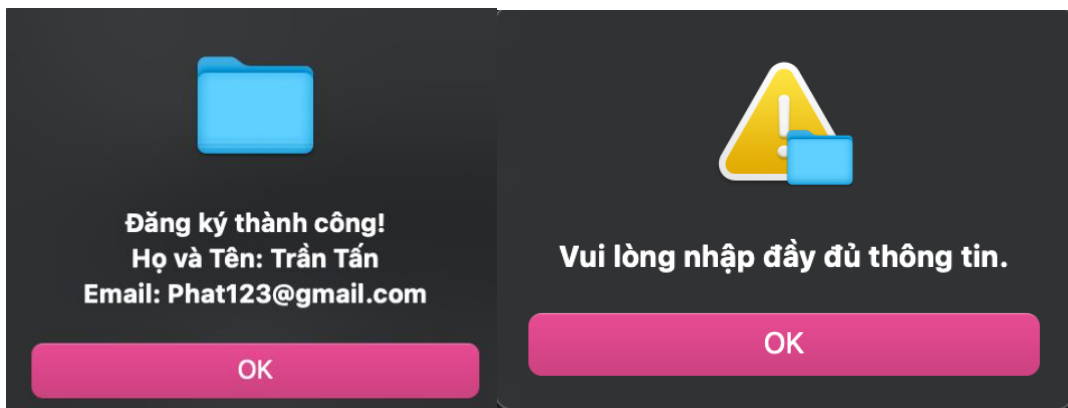 Đăng ký thành công!
Họ và Tên: Trần Tấn
Email: Phat123@gmail.com
OK
Vui lòng nhập đầy đủ thông tin.
OK